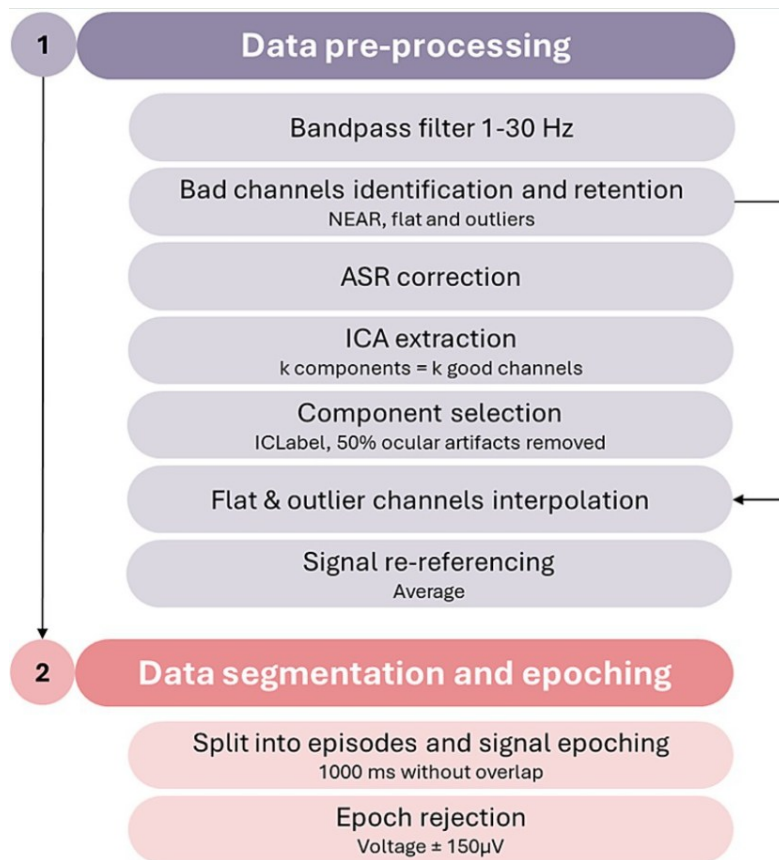 1
Data pre-processing
Bandpass filter 1-30 Hz
Bad channels identification and retention
NEAR, flat and outliers
ASR correction
ICA extraction
k components = k good channels
Component selection
ICLabel, 50% ocular artifacts removed
Flat & outlier channels interpolation
Signal re-referencing
Average
2
Data segmentation and epoching
Split into episodes and signal epoching
1000 ms without overlap
Epoch rejection
Voltage ± 150µV